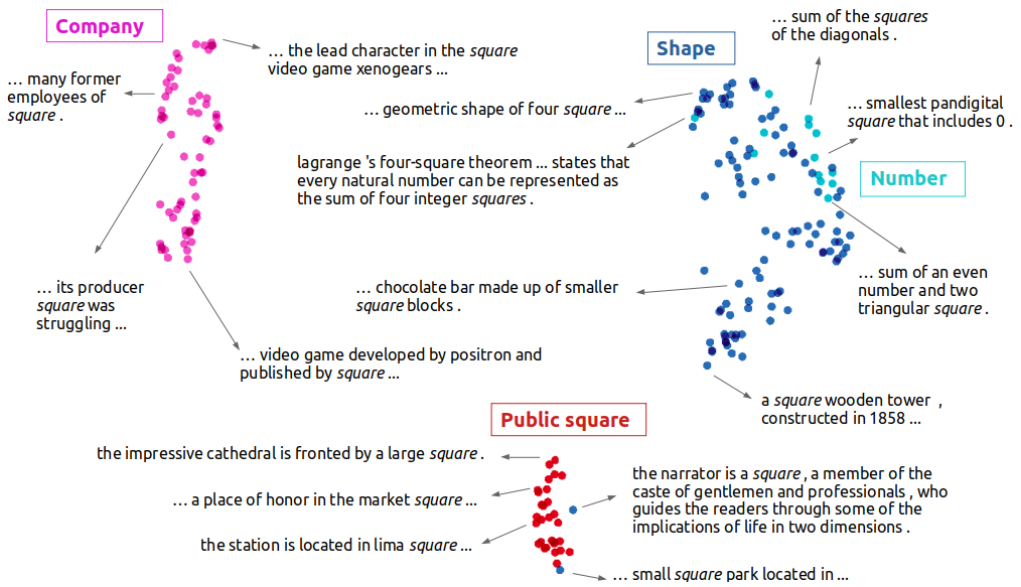 Company
... the lead character in the square
video game xenogears ...
... many former
employees of
square .
... its producer
square was
struggling ...
... video game developed by positron and
published by square ...
Shape
... sum of the squares
of the diagonals .
... geometric shape of four square ...
... smallest pandigital
square that includes 0 .
lagrange 's four-square theorem ... states that
every natural number can be represented as
the sum of four integer squares .
Number
... chocolate bar made up of smaller
square blocks .
... sum of an even
number and two
triangular square .
a square wooden tower ,
constructed in 1858 ...
Public square
the impressive cathedral is fronted by a large square .
... a place of honor in the market square ...
the station is located in lima square ...
the narrator is a square , a member of the
caste of gentlemen and professionals , who
guides the readers through some of the
implications of life in two dimensions .
... small square park located in ...